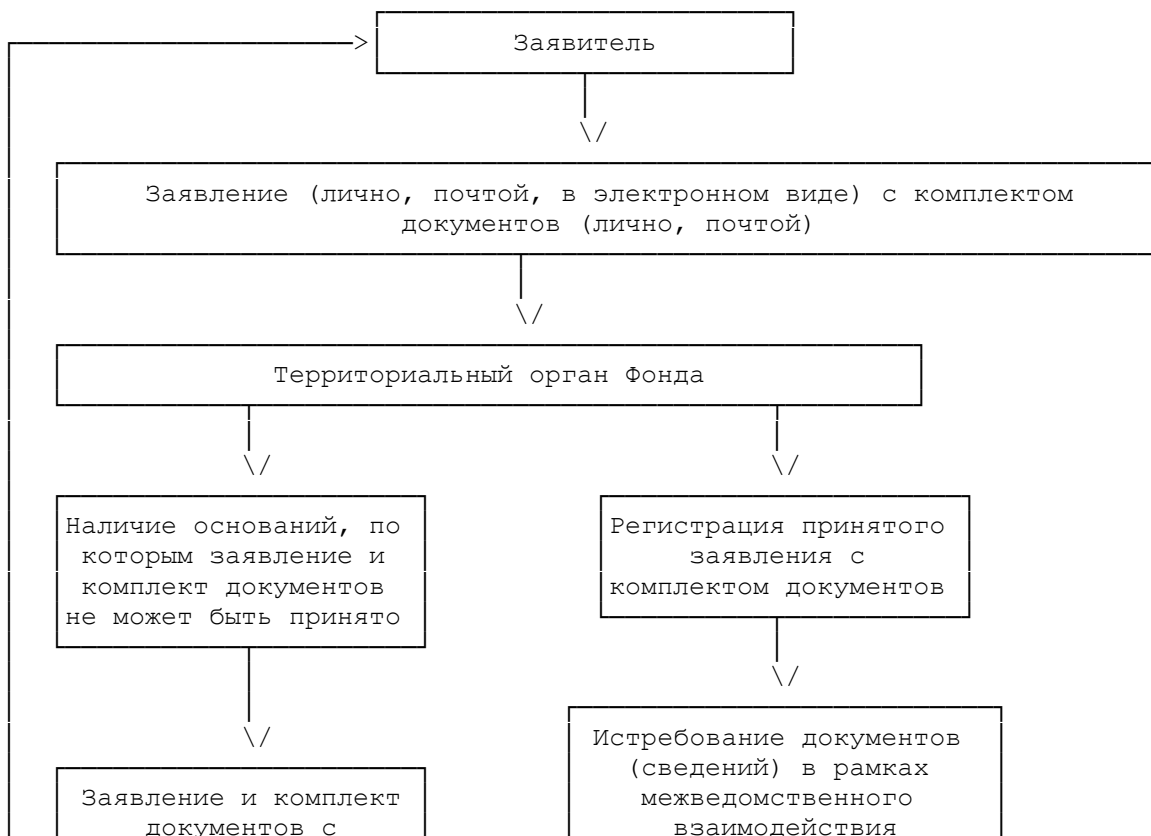 Заявитель
Заявление (лично, почтой, в электронном виде) с комплектом
документов (лично, почтой)
Территориальный орган Фонда
Наличие оснований, по
которым заявление и
комплект документов
не может быть принято
Регистрация принятого
заявления с
комплектом документов
Истребование документов
(сведений) в рамках
межведомственного
взаимодействия
Заявление и комплект
документов с